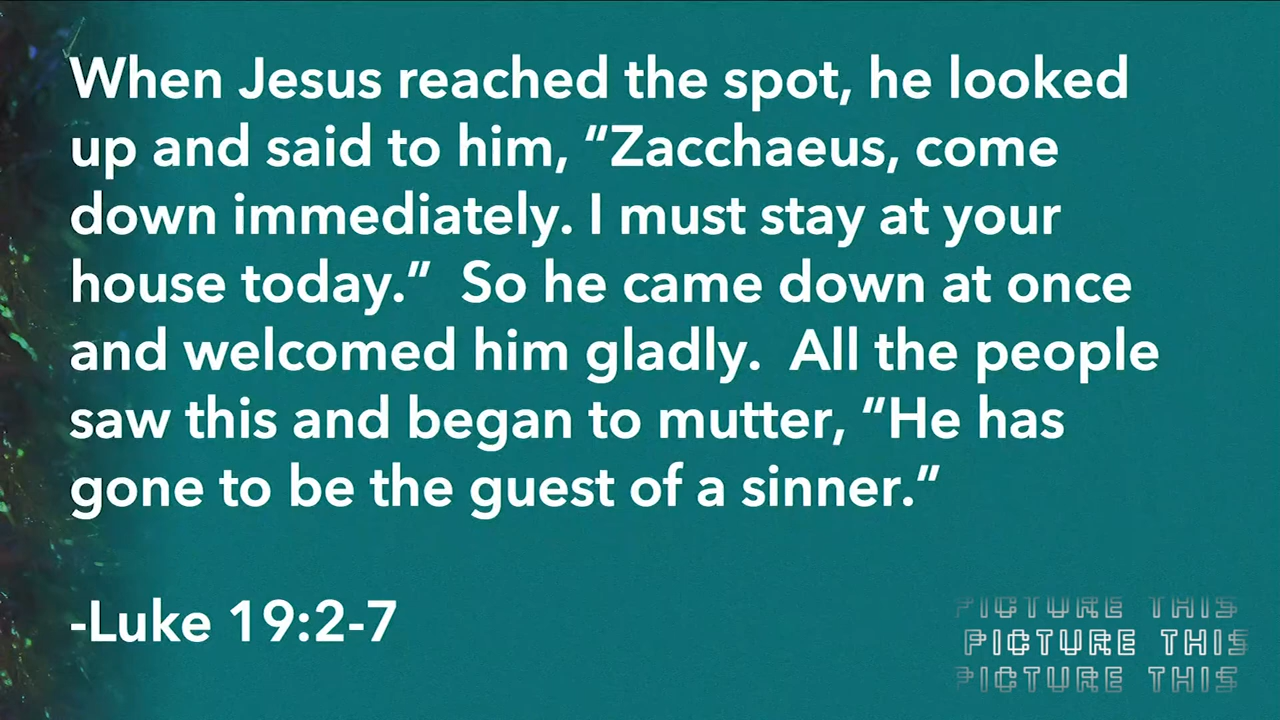 When Jesus reached the spot, he looked
up and said to him, “Zacchaeus, come
down immediately. I must stay at your
house today.”  So he came down at once
and welcomed him gladly.  All the people
saw this and began to mutter, “He has
gone to be the guest of a sinner.”
-Luke 19:2-7
PICTURE THIS
PICTURE THIS
PICTURE THIS